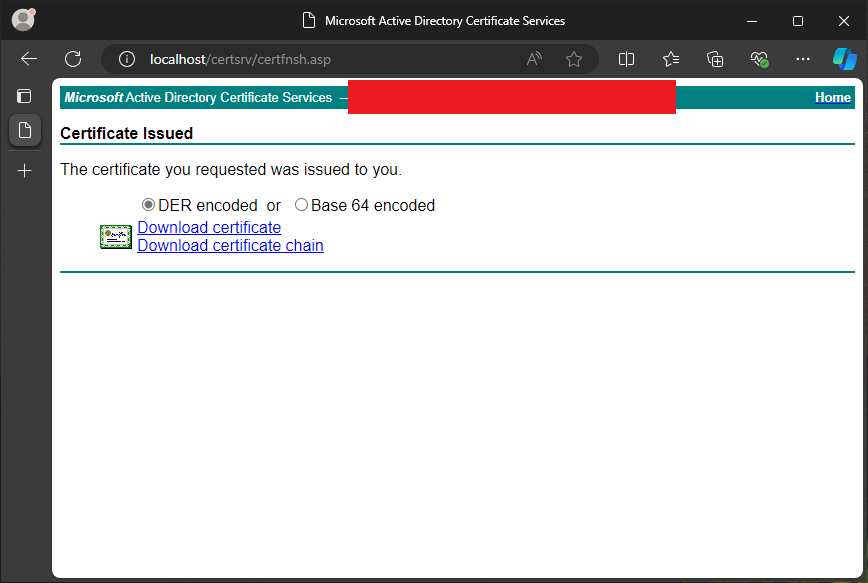 Microsoft Active Directory Certificate Services
localhost/certsrv/certfnsh.asp
Microsoft Active Directory Certificate Services -- Home
Certificate Issued
The certificate you requested was issued to you.
DER encoded or Base 64 encoded
Download certificate
Download certificate chain